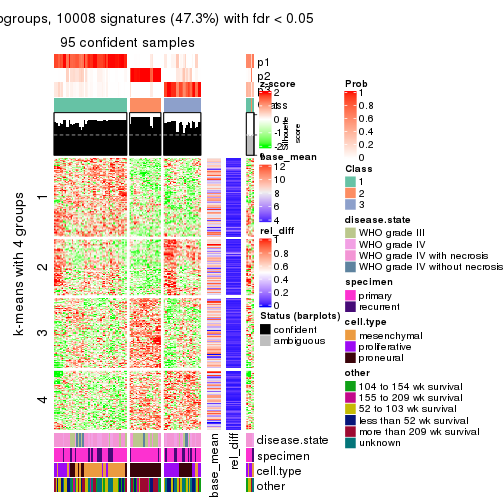 ogroups, 10008 signatures (47.3%) with fdr < 0.05
95 confident samples
p1
p2
p3
Class
z-score
2
0
-2
Silhouette
score
k-means with 4 groups
1
2
3
4
base_mean
12
10
8
6
4
rel_diff
1
0.8
0.6
0.4
0.2
0
Status (barplots)
confident
ambiguous
Prob
1
0.8
0.6
0.4
0.2
0
Class
1
2
3
disease.state
WHO grade III
WHO grade IV
WHO grade IV with necrosis
WHO grade IV without necrosis
specimen
primary
recurrent
cell.type
mesenchymal
proliferative
proneural
other
104 to 154 wk survival
155 to 209 wk survival
52 to 103 wk survival
less than 52 wk survival
more than 209 wk survival
unknown
disease.state
specimen
cell.type
other
base_mean
rel_diff